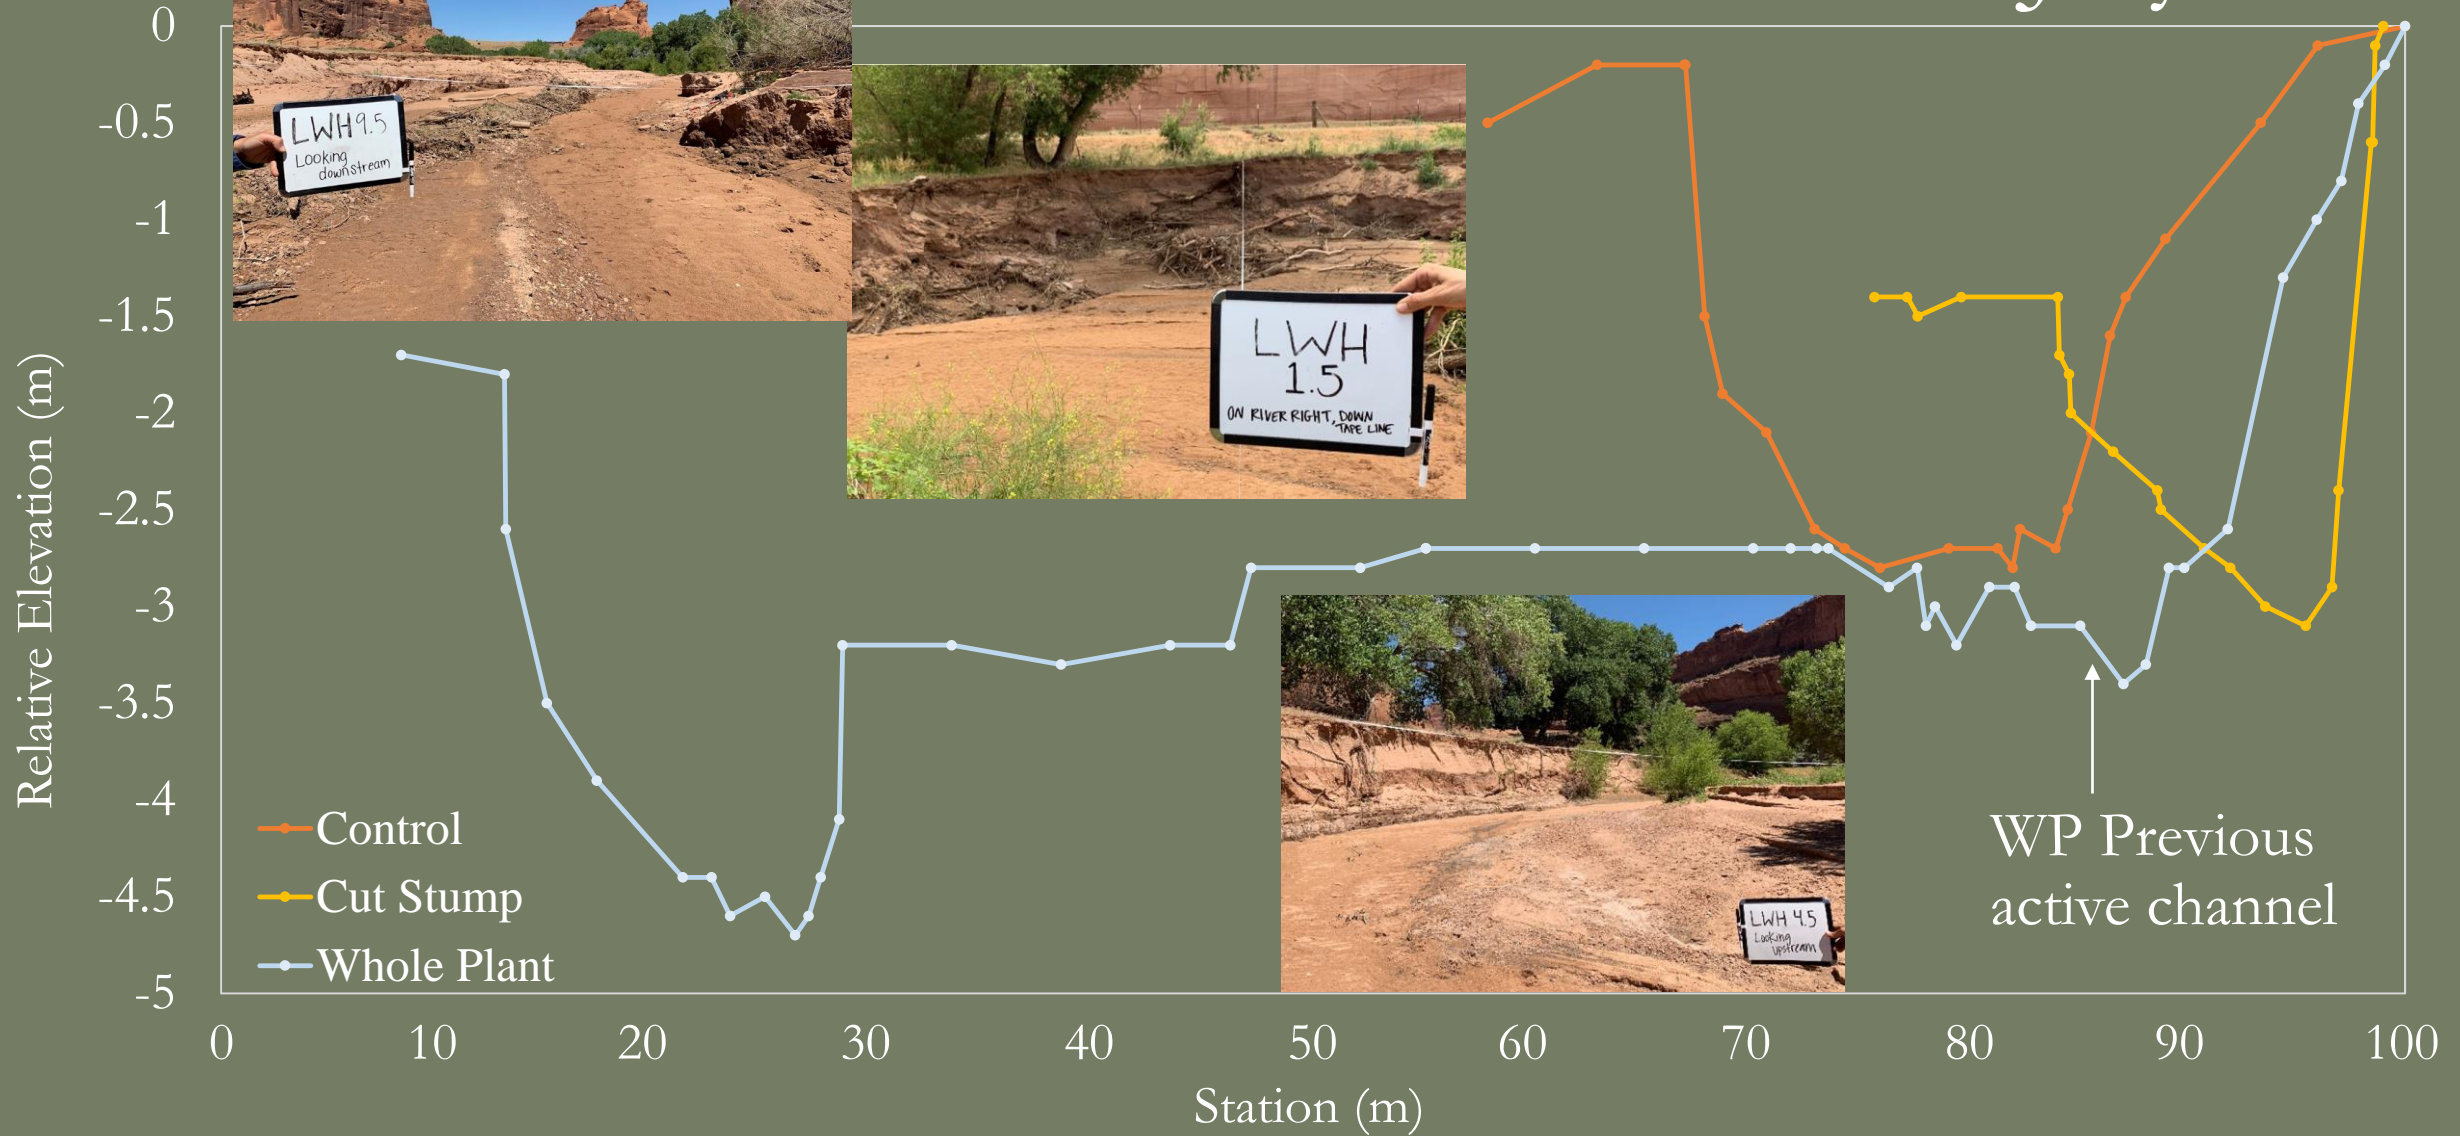 0
-0.5
-1
-1.5
-2
-2.5
-3
-3.5
-4
-4.5
-5
Relative Elevation (m)
LWH 9.5
Looking
downstream
LWH
1.5
ON RIVER RIGHT, DOWN
TAPE LINE
LWH 4.5
Looking
upstream
Control
Cut Stump
Whole Plant
WP Previous
active channel
0 10 20 30 40 50 60 70 80 90 100
Station (m)